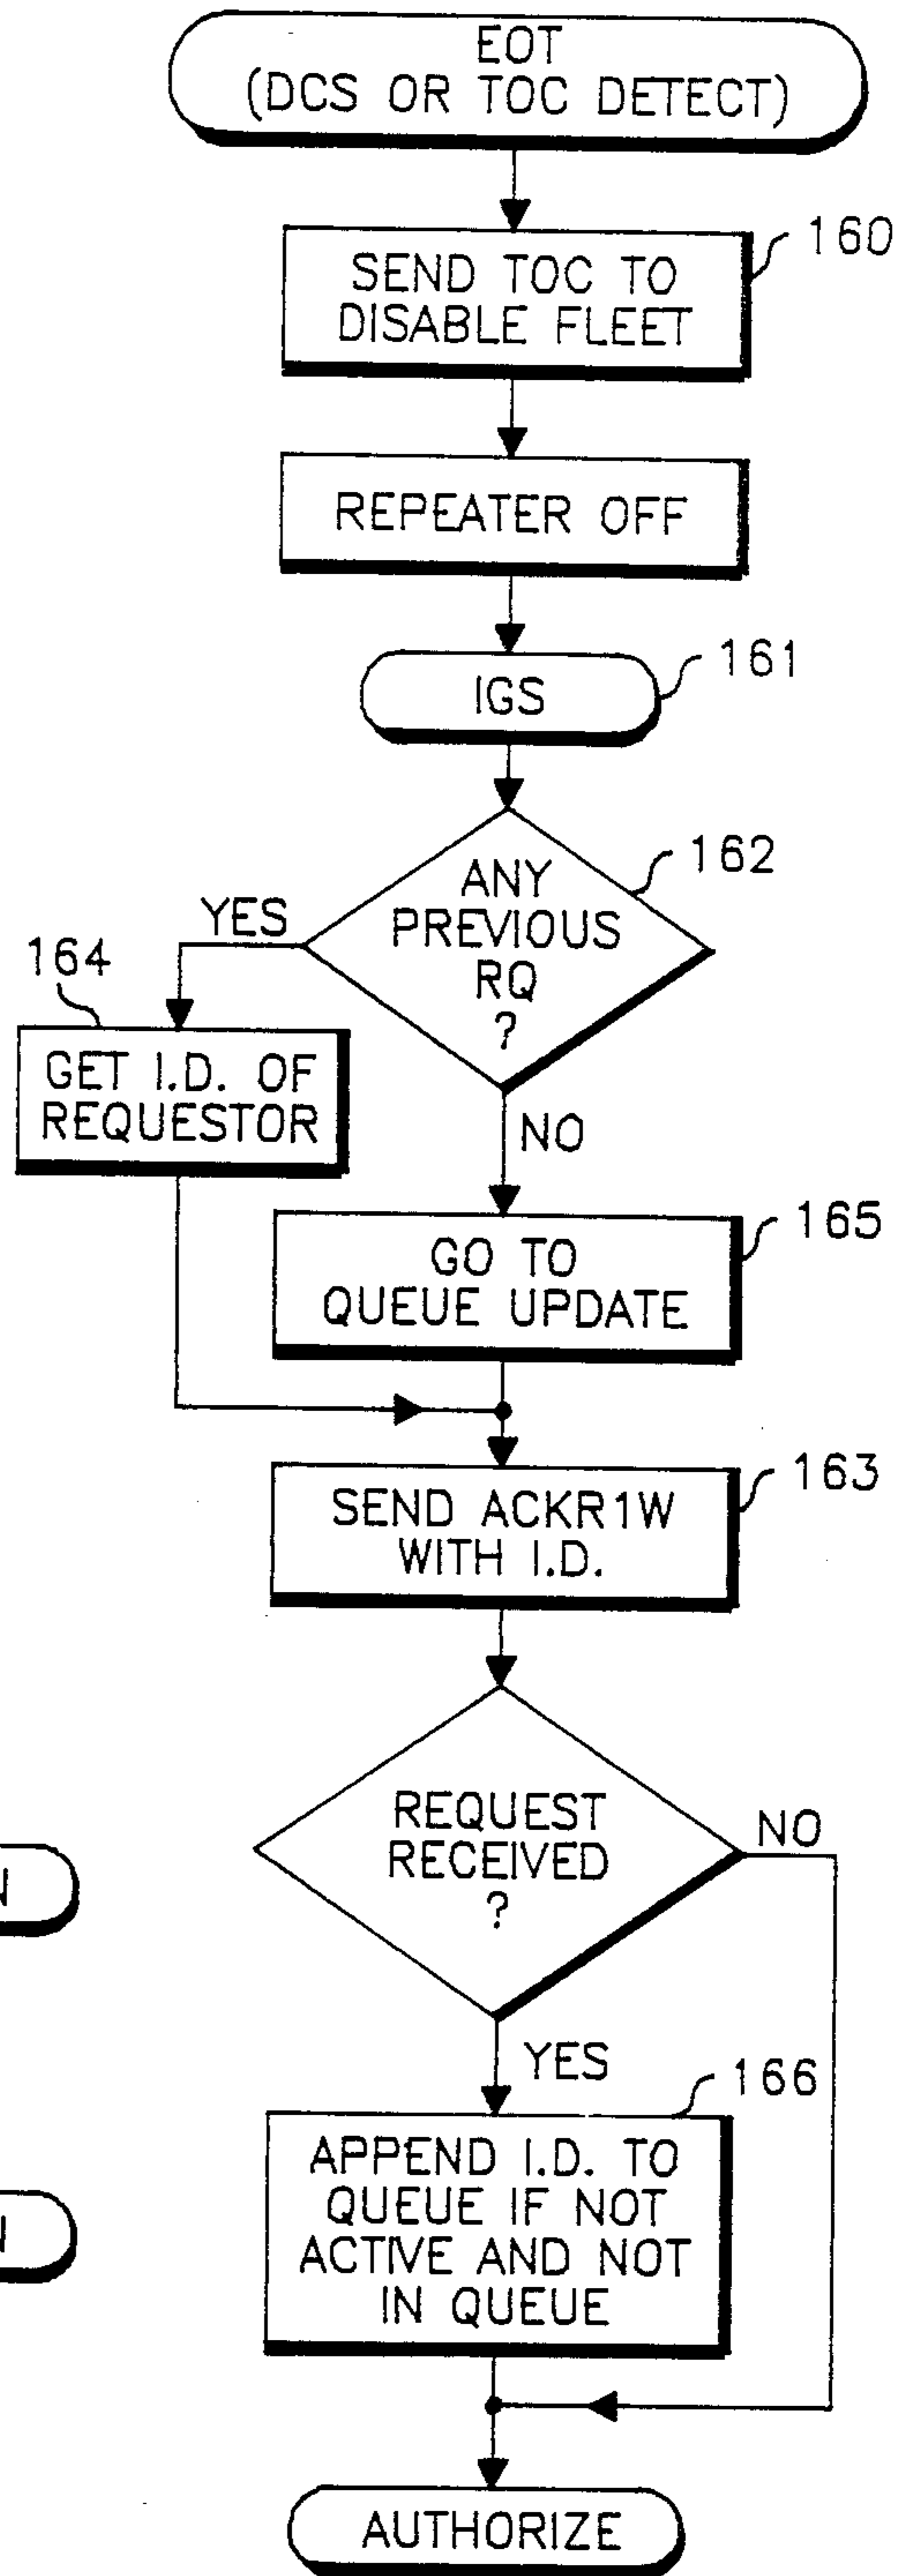 EOT
(DCS OR TOC DETECT)
160
SEND TOC TO
DISABLE FLEET
REPEATER OFF
161
IGS
162
ANY
PREVIOUS
RQ
?
YES
164
GET I.D. OF
REQUESTOR
NO
165
GO TO
QUEUE UPDATE
163
SEND ACKR1W
WITH I.D.
REQUEST
RECEIVED
?
NO
YES
166
APPEND I.D. TO
QUEUE IF NOT
ACTIVE AND NOT
IN QUEUE
AUTHORIZE